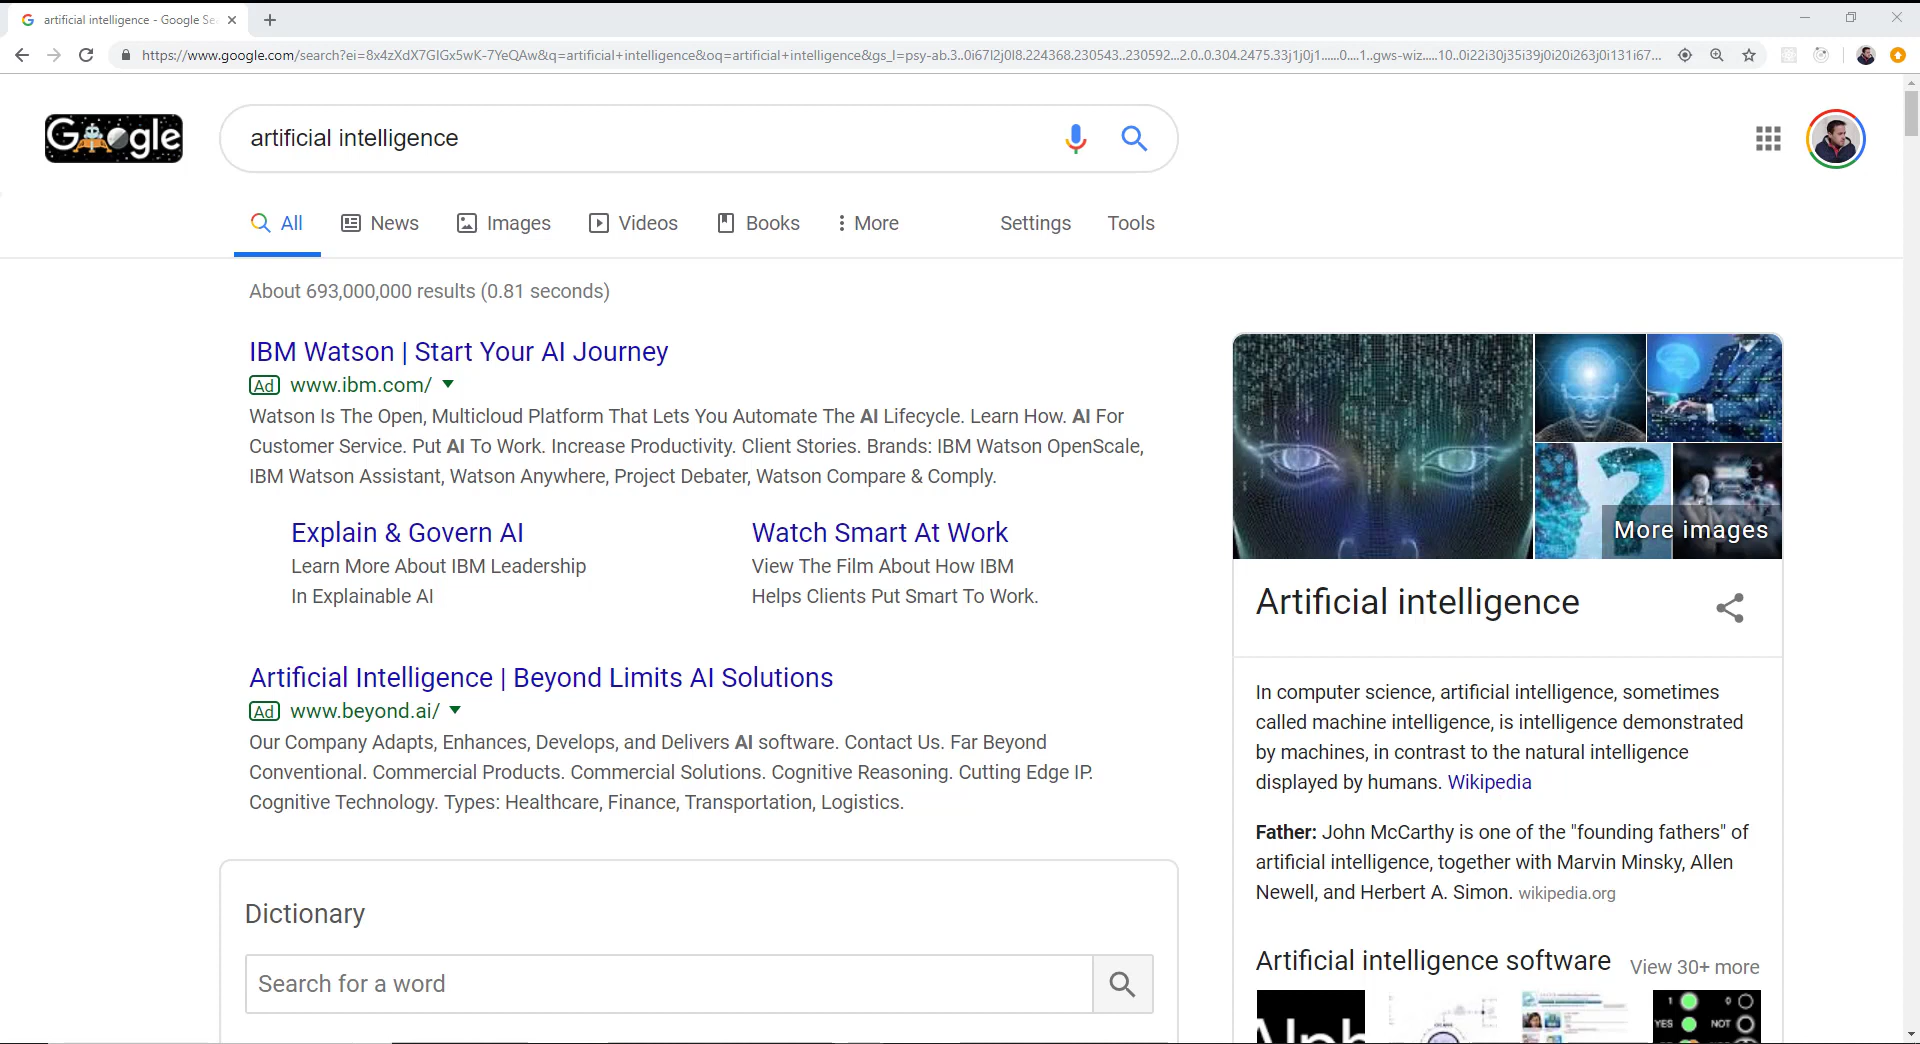 artificial intelligence - Google Se
https://www.google.com/search?ei=8x4zXdX7GIGx5wK-7YeQAw&q=artificial+intelligence&oq=artificial+intelligence&gs_l=psy-ab.3..0i67l2j0l8.224368.230543..230592...2.0..0.304.2475.33j1j0j1......0....1..gws-wiz.....10..0i22i30j35i39j0i20i263j0i131i67...
Google
artificial intelligence
All News Images Videos Books More Settings Tools
About 693,000,000 results (0.81 seconds)
IBM Watson | Start Your AI Journey
Ad www.ibm.com/
Watson Is The Open, Multicloud Platform That Lets You Automate The AI Lifecycle. Learn How. AI For
Customer Service. Put AI To Work. Increase Productivity. Client Stories. Brands: IBM Watson OpenScale,
IBM Watson Assistant, Watson Anywhere, Project Debater, Watson Compare & Comply.
Explain & Govern AI
Learn More About IBM Leadership
In Explainable AI
Watch Smart At Work
View The Film About How IBM
Helps Clients Put Smart To Work.
Artificial Intelligence | Beyond Limits AI Solutions
Ad www.beyond.ai/
Our Company Adapts, Enhances, Develops, and Delivers AI software. Contact Us. Far Beyond
Conventional. Commercial Products. Commercial Solutions. Cognitive Reasoning. Cutting Edge IP.
Cognitive Technology. Types: Healthcare, Finance, Transportation, Logistics.
Dictionary
Search for a word
More images
Artificial intelligence
In computer science, artificial intelligence, sometimes
called machine intelligence, is intelligence demonstrated
by machines, in contrast to the natural intelligence
displayed by humans. Wikipedia
Father: John McCarthy is one of the "founding fathers" of
artificial intelligence, together with Marvin Minsky, Allen
Newell, and Herbert A. Simon. wikipedia.org
Artificial intelligence software View 30+ more
1 0
YES NOT